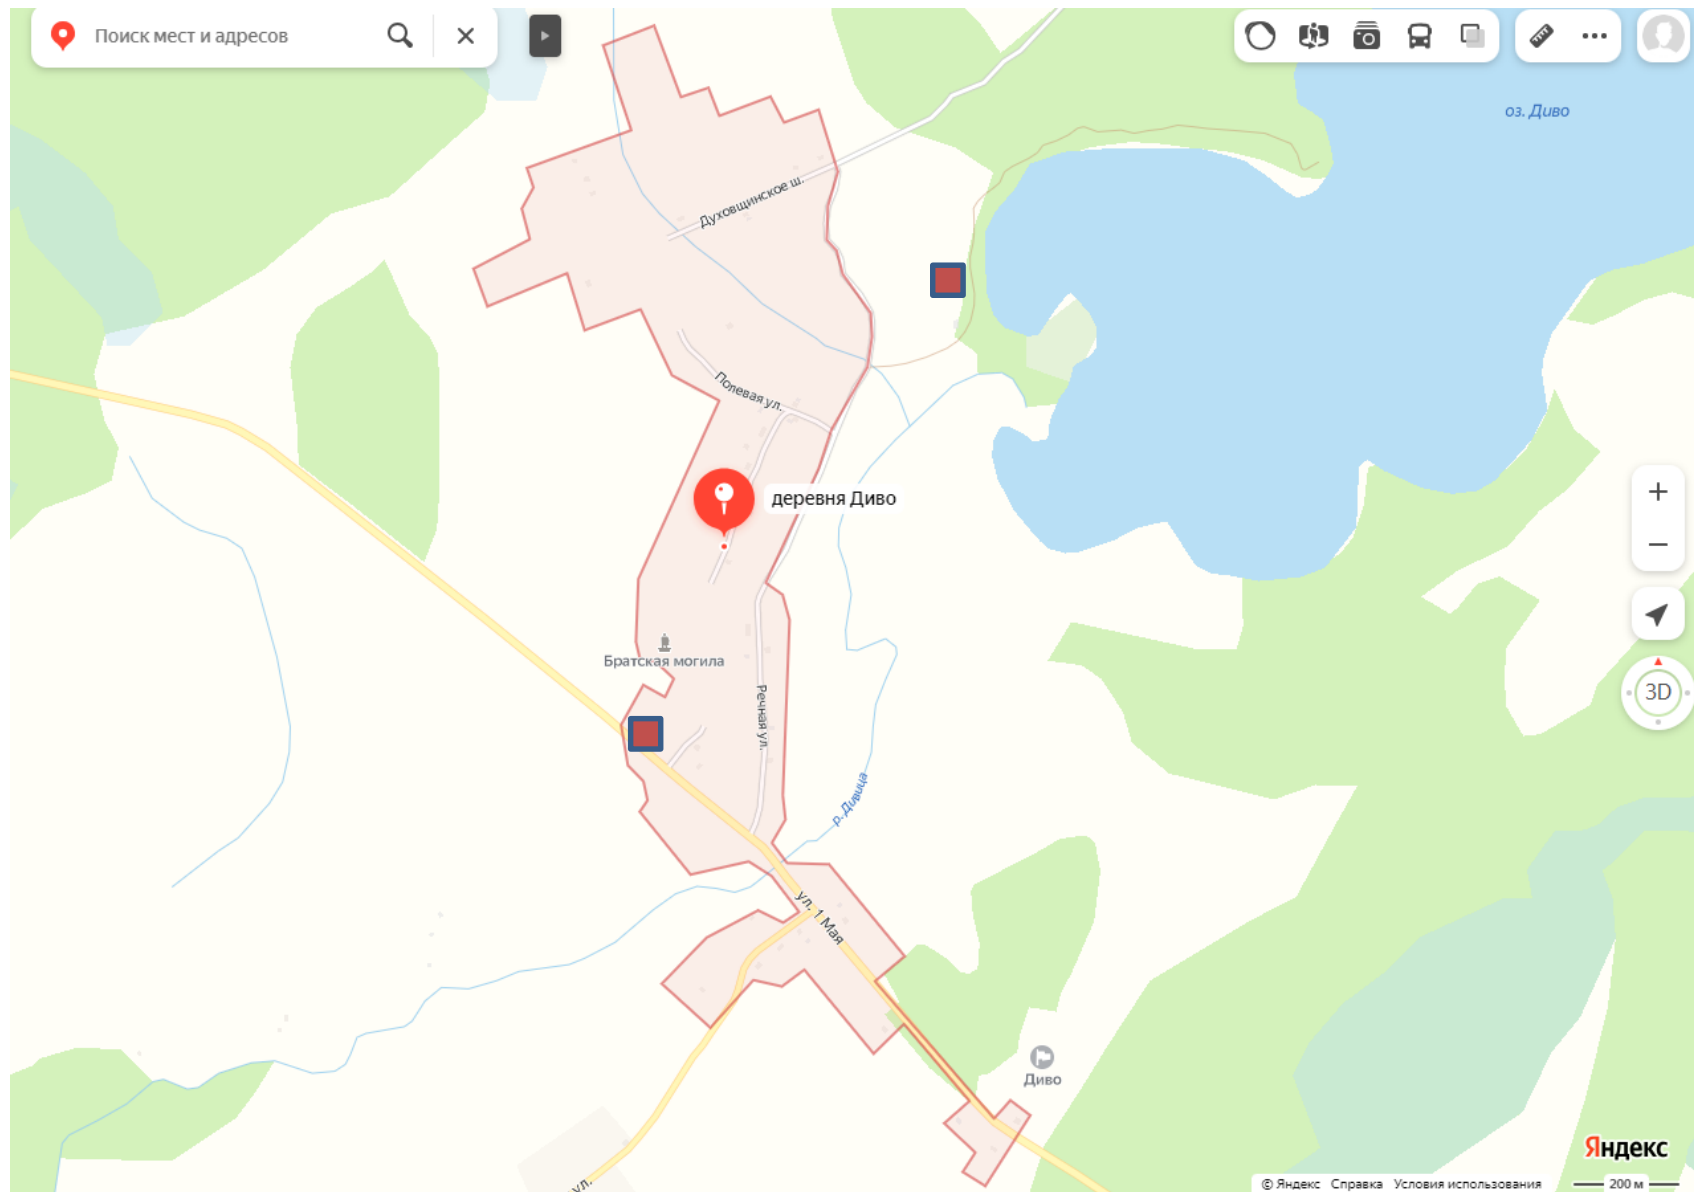 Поиск мест и адресов
оз. Диво
Духовщинское ш.
Полевая ул.
деревня Диво
Братская могила
Речная ул.
3D
р. Дивица
ул. 1 Мая
Диво
ул.
Яндекс
© Яндекс Справка Условия использования 200 м